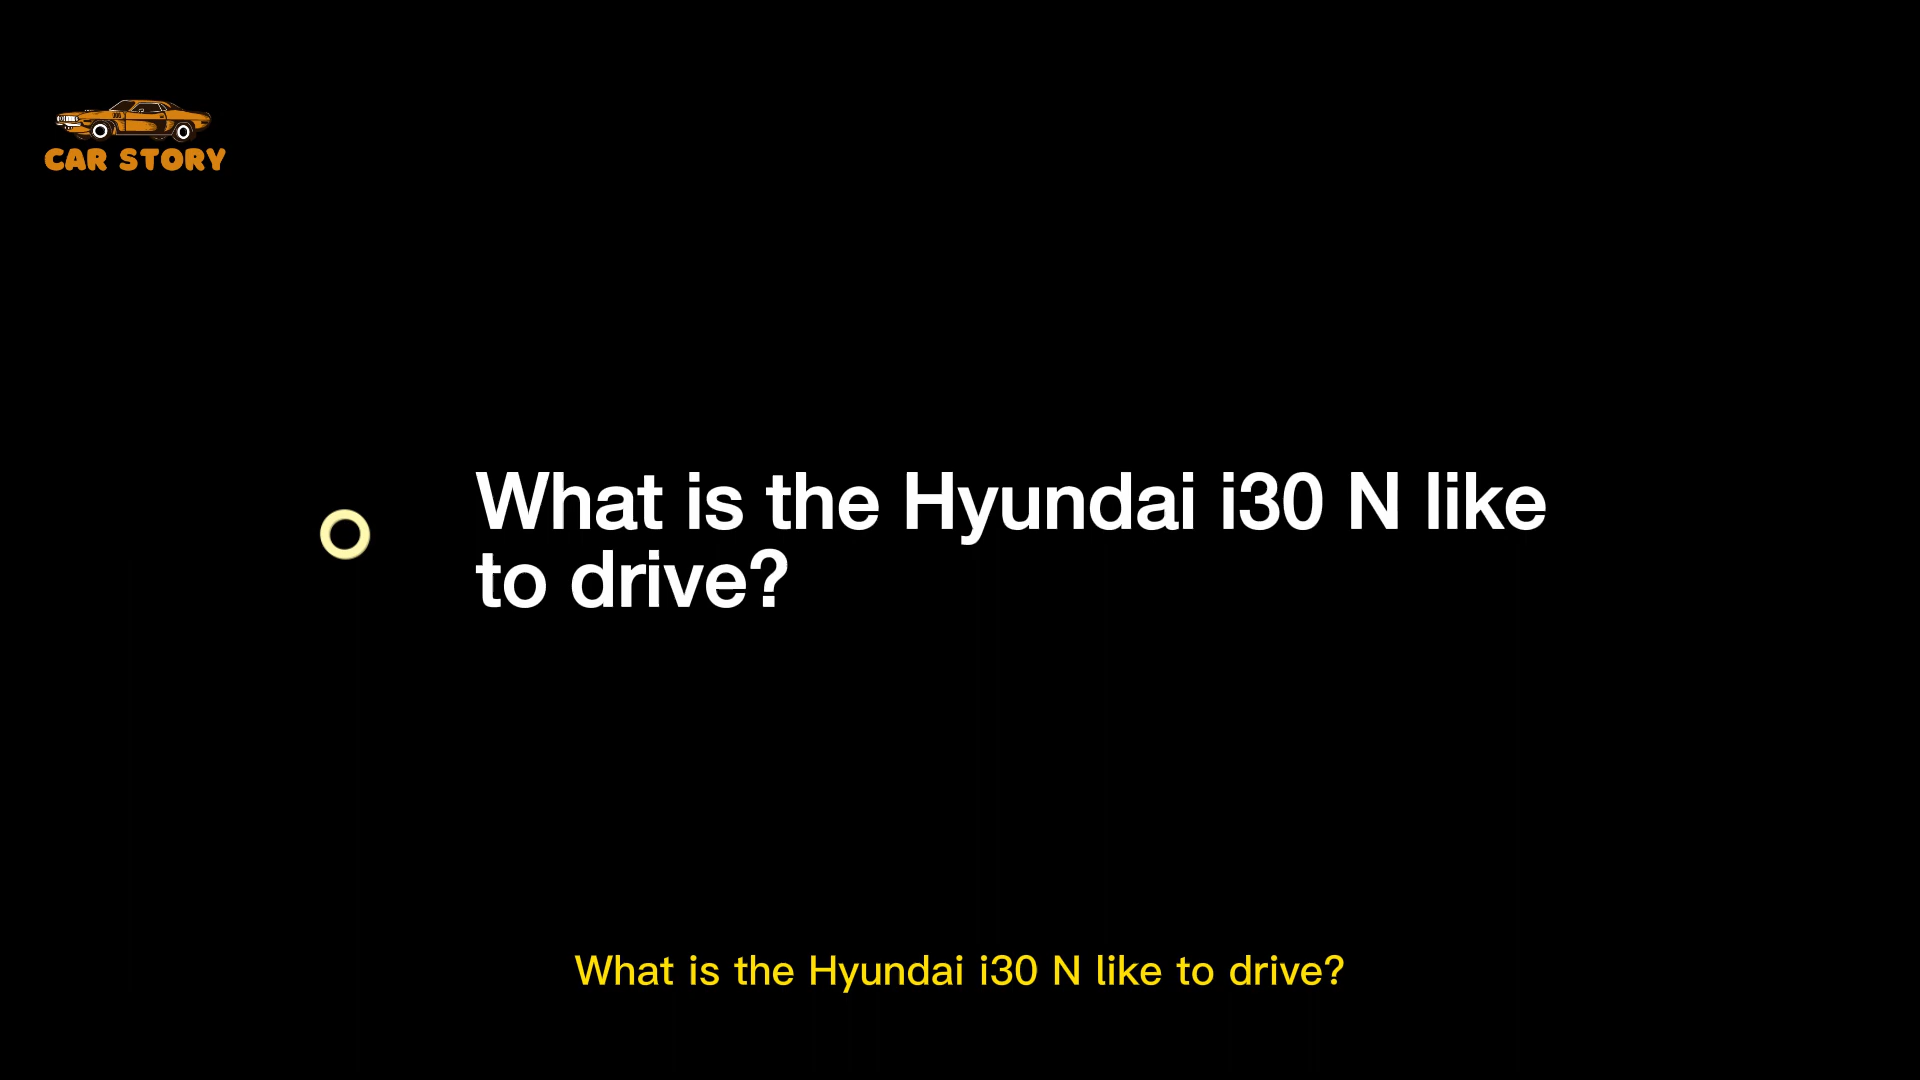 CAR STORY
What is the Hyundai i30 N like
to drive?
What is the Hyundai i30 N like to drive?